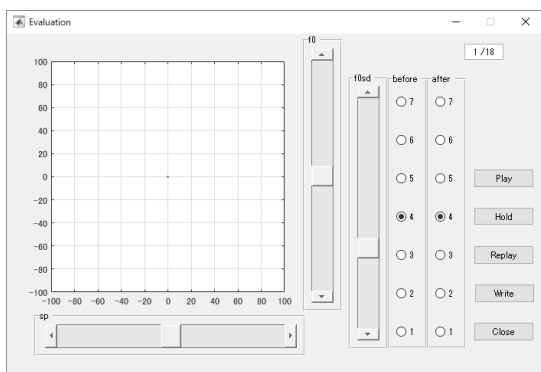 Evaluation
1 /18
f0
f0sd
before
after
100
80
60
40
20
0
-20
-40
-60
-80
-100
-100 -80 -60 -40 -20 0 20 40 60 80 100
sp
7 7
6 6
5 5
4 4
3 3
2 2
1 1
Play
Hold
Replay
Write
Close